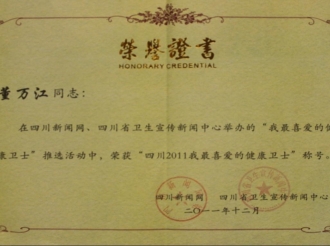 榮譽證書
HONORARY CREDENTIAL
董万江同志：
在四川新闻网、四川省卫生宣传新闻中心举办的“我最喜爱的健
康卫士”推选活动中，荣获“四川2011我最喜爱的健康卫士”称号。
四川新闻网 四川省卫生宣传新闻中心
二〇一一年十二月